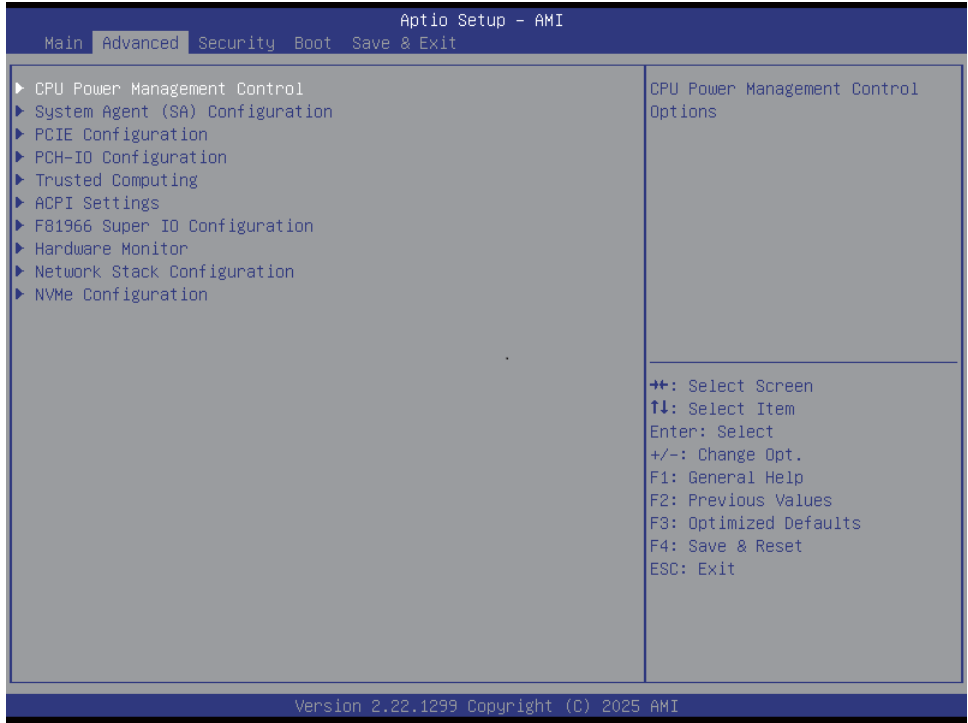 Aptio Setup - AMI
Main Advanced Security Boot Save & Exit
CPU Power Management Control
System Agent (SA) Configuration
PCIE Configuration
PCH-IO Configuration
Trusted Computing
ACPI Settings
F81966 Super IO Configuration
Hardware Monitor
Network Stack Configuration
NVMe Configuration
CPU Power Management Control
Options
→←: Select Screen
↑↓: Select Item
Enter: Select
+/-: Change Opt.
F1: General Help
F2: Previous Values
F3: Optimized Defaults
F4: Save & Reset
ESC: Exit
Version 2.22.1299 Copyright (C) 2025 AMI